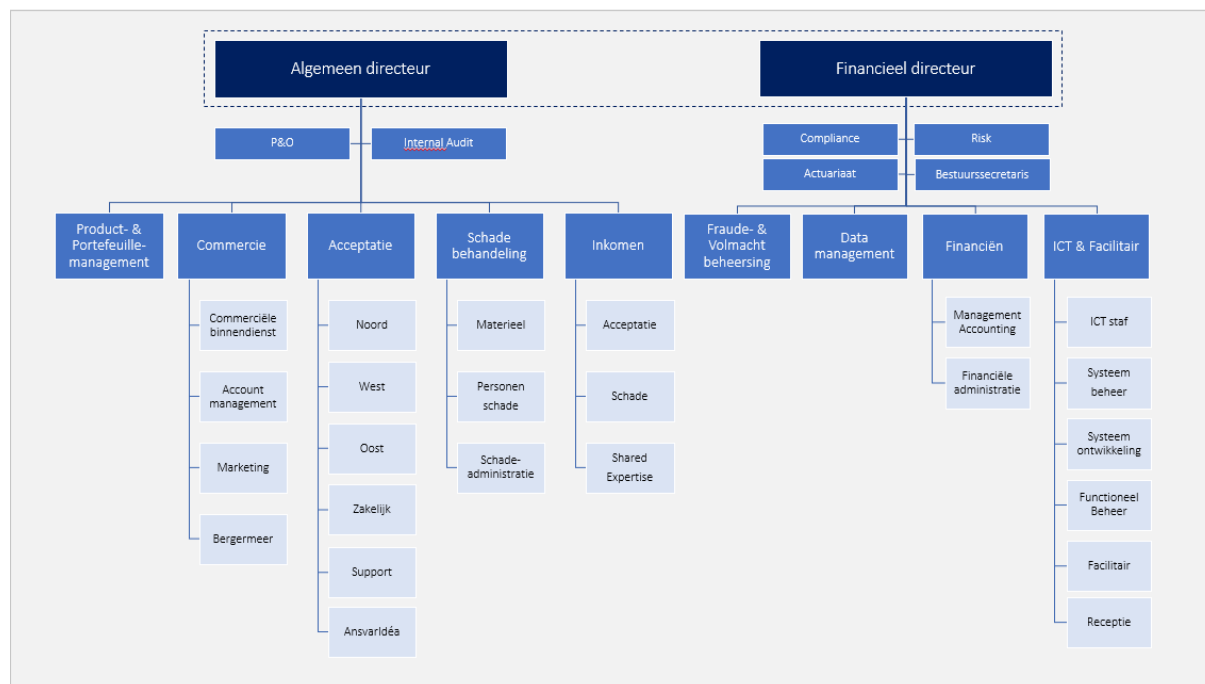 Algemeen directeur
Financieel directeur
P&O
Internal Audit
Compliance
Risk
Actuariaat
Bestuurssecretaris
Product- &
Portefeuille-
management
Commercie
Acceptatie
Schade
behandeling
Inkomen
Fraude- &
Volmacht
beheersing
Data
management
Financiën
ICT & Facilitair
Commerciële
binnendienst
Account
management
Marketing
Bergermeer
Noord
West
Oost
Zakelijk
Support
AnsvarIdéa
Materieel
Personen
schade
Schade-
administratie
Acceptatie
Schade
Shared
Expertise
Management
Accounting
Financiële
administratie
ICT staf
Systeem
beheer
Systeem
ontwikkeling
Functioneel
Beheer
Facilitair
Receptie